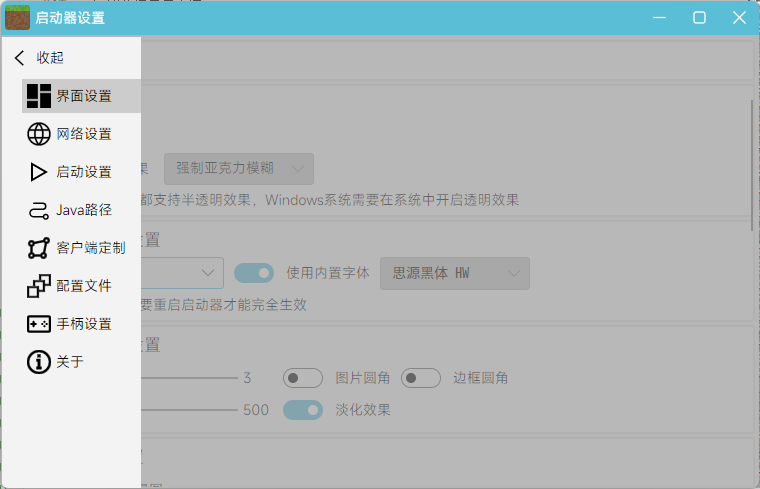 启动器设置
收起
界面设置
网络设置
启动设置
Java路径
客户端定制
配置文件
手柄设置
关于
果 强制亚克力模糊
都支持半透明效果，Windows系统需要在系统中开启透明效果
置
使用内置字体 思源黑体 HW
要重启启动器才能完全生效
置
3 图片圆角 边框圆角
500 淡化效果